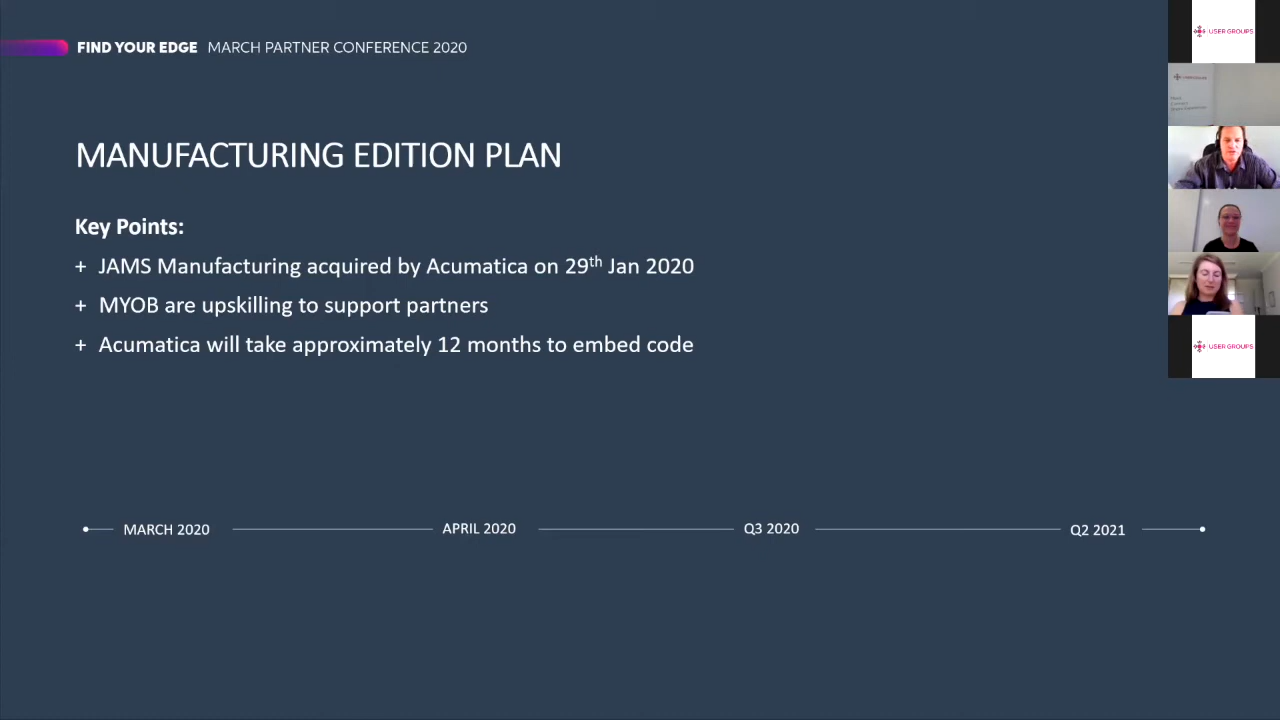 FIND YOUR EDGE MARCH PARTNER CONFERENCE 2020
MANUFACTURING EDITION PLAN
Key Points:
+ JAMS Manufacturing acquired by Acumatica on 29th Jan 2020
+ MYOB are upskilling to support partners
+ Acumatica will take approximately 12 months to embed code
MARCH 2020
APRIL 2020
Q3 2020
Q2 2021
USER GROUPS
USER GROUPS